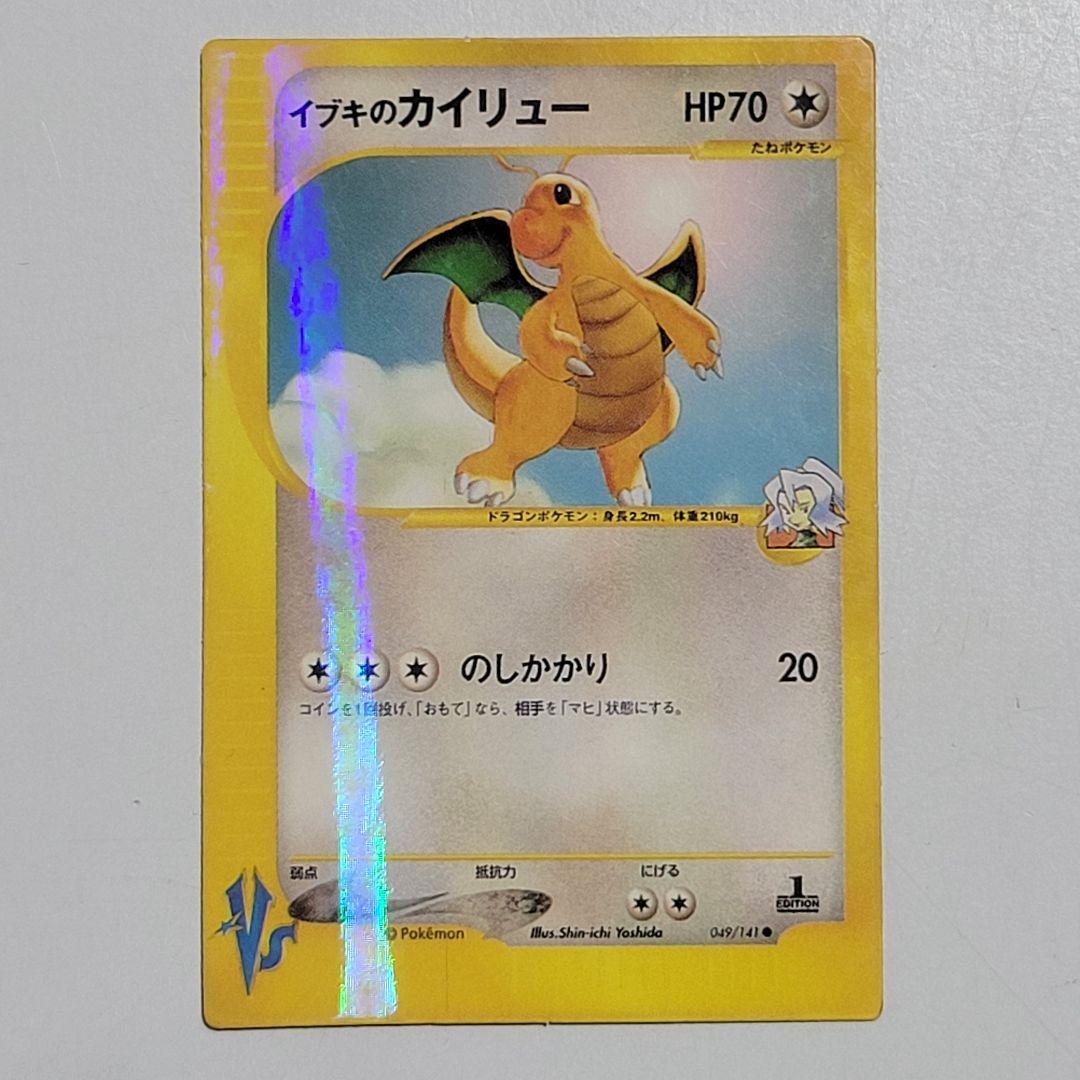 イブキのカイリュー HP70
たねポケモン
ドラゴンポケモン：身長2.2m、体重210kg
のしかかり 20
コインを1回投げ、「おもて」なら、相手を「マヒ」状態にする。
弱点 抵抗力 にげる
1
EDITION
VS
© Pokémon Illus.Shin-ichi Yoshida 049/141